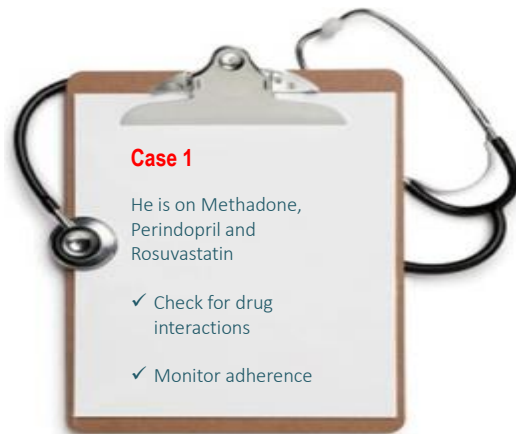 Case 1
He is on Methadone,
Perindopril and
Rosuvastatin
✓ Check for drug
interactions
✓ Monitor adherence